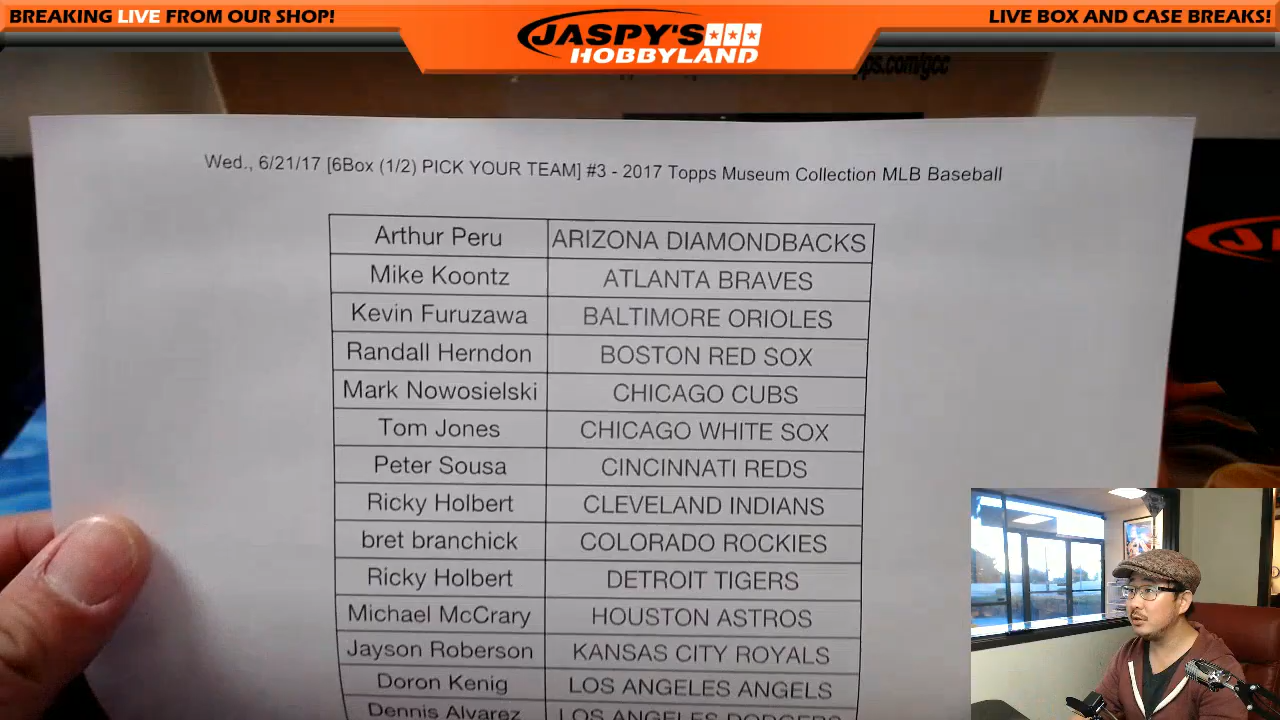 BREAKING LIVE FROM OUR SHOP!
JASPY'S
HOBBYLAND
LIVE BOX AND CASE BREAKS!
Wed., 6/21/17 [6Box (1/2) PICK YOUR TEAM] #3 - 2017 Topps Museum Collection MLB Baseball
Arthur Peru ARIZONA DIAMONDBACKS
Mike Koontz ATLANTA BRAVES
Kevin Furuzawa BALTIMORE ORIOLES
Randall Herndon BOSTON RED SOX
Mark Nowosielski CHICAGO CUBS
Tom Jones CHICAGO WHITE SOX
Peter Sousa CINCINNATI REDS
Ricky Holbert CLEVELAND INDIANS
bret branchick COLORADO ROCKIES
Ricky Holbert DETROIT TIGERS
Michael McCrary HOUSTON ASTROS
Jayson Roberson KANSAS CITY ROYALS
Doron Kenig LOS ANGELES ANGELS
Dennis Alvarez LOS ANGELES DODGERS